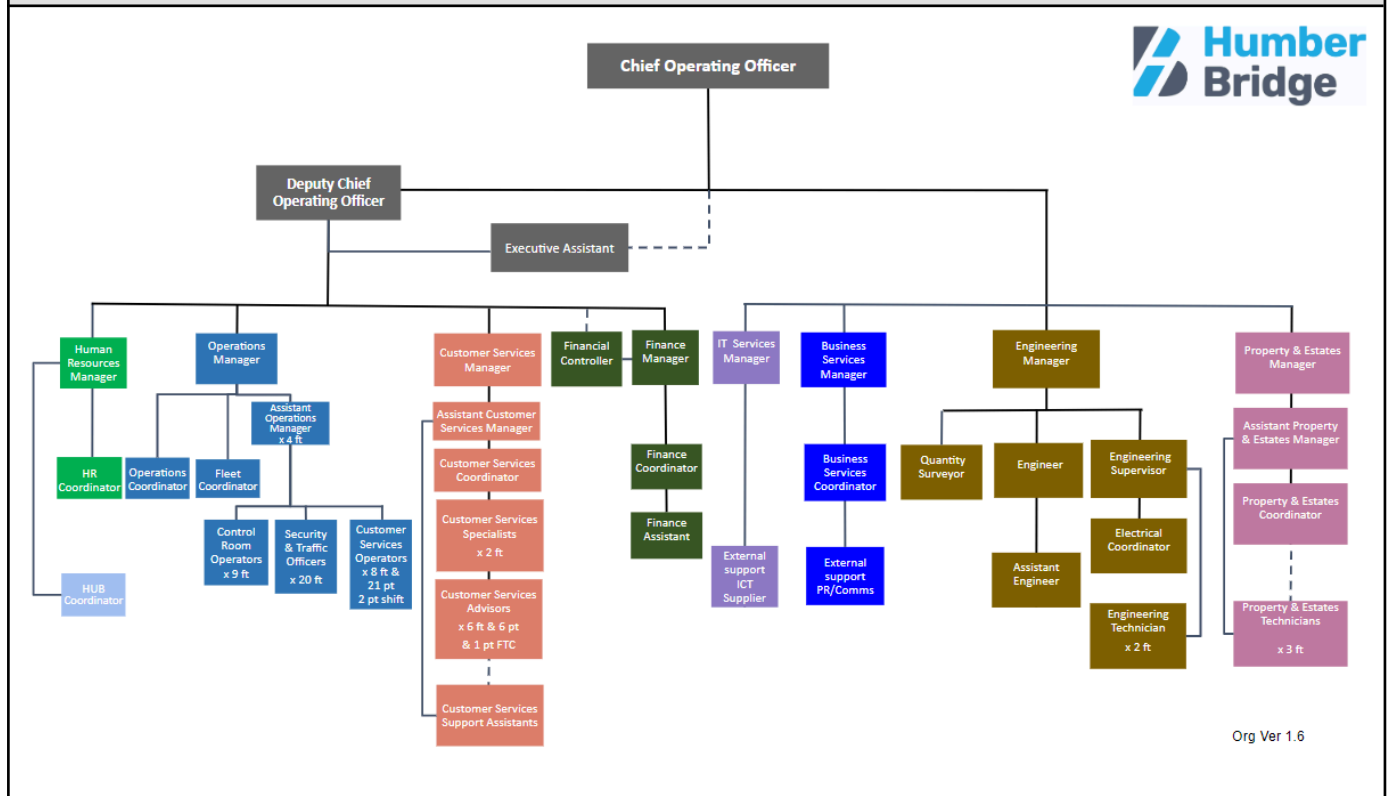 Humber
Bridge
Chief Operating Officer
Deputy Chief
Operating Officer
Executive Assistant
Human
Resources
Manager
Operations
Manager
Customer Services
Manager
Financial
Controller
Finance
Manager
IT Services
Manager
Business
Services
Manager
Engineering
Manager
Property & Estates
Manager
Assistant
Operations
Manager
x 4 ft
Assistant Customer
Services Manager
Assistant Property
& Estates Manager
HR
Coordinator
Operations
Coordinator
Fleet
Coordinator
Customer Services
Coordinator
Finance
Coordinator
Business
Services
Coordinator
Quantity
Surveyor
Engineer
Engineering
Supervisor
Property & Estates
Coordinator
Control
Room
Operators
x 9 ft
Security
& Traffic
Officers
x 20 ft
Customer
Services
Operators
x 8 ft &
21 pt
2 pt shift
Customer Services
Specialists
x 2 ft
Finance
Assistant
Electrical
Coordinator
HUB
Coordinator
Customer Services
Advisors
x 6 ft & 6 pt
& 1 pt FTC
External
support
ICT
Supplier
External
support
PR/Comms
Assistant
Engineer
Engineering
Technician
x 2 ft
Property & Estates
Technicians
x 3 ft
Customer Services
Support Assistants
Org Ver 1.6